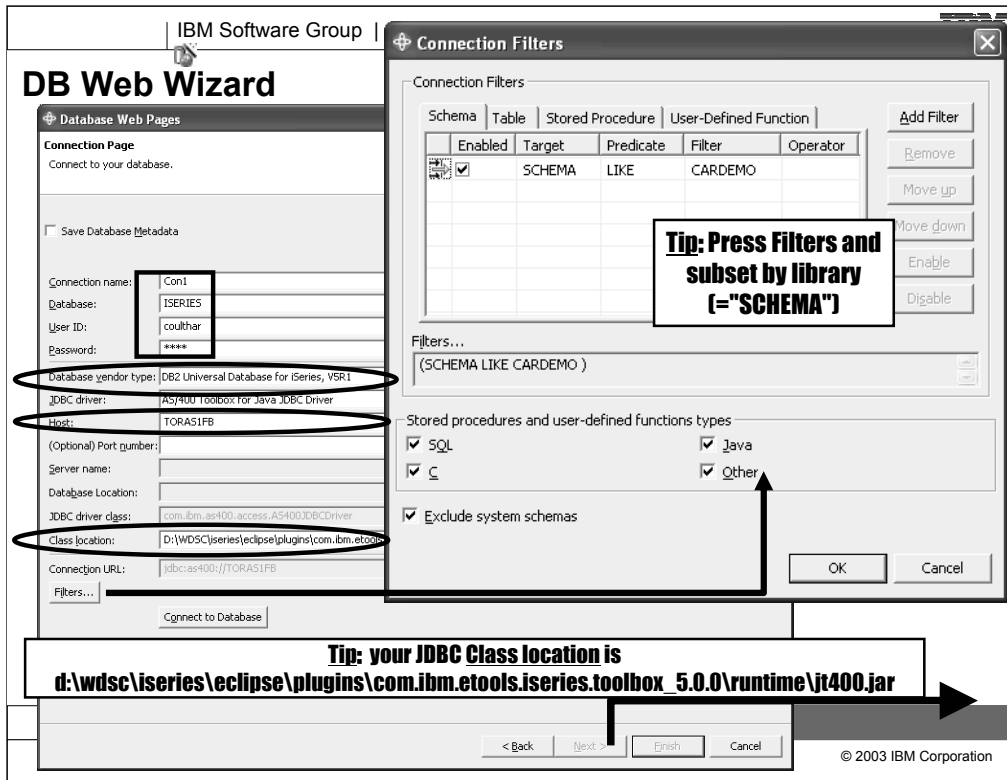 IBM Software Group |
DB Web Wizard
Database Web Pages
Connection Page
Connect to your database.
Save Database Metadata
Connection name: Con1
Database: ISERIES
User ID: coulthar
Password: ****
Database vendor type: DB2 Universal Database for iSeries, V5R1
JDBC driver: AS/400 Toolbox for Java JDBC Driver
Host: TORAS1FB
(Optional) Port number:
Server name:
Database Location:
JDBC driver class: com.ibm.as400.access.AS400JDBCDriver
Class location: D:\WDSC\iseries\eclipse\plugins\com.ibm.etools
Connection URL: jdbc:as400://TORAS1FB
Filters...
Connect to Database
Connection Filters
Connection Filters
Schema Table Stored Procedure User-Defined Function
Enabled Target Predicate Filter Operator
SCHEMA LIKE CARDEMO
Add Filter
Remove
Move up
Move down
Enable
Disable
Tip: Press Filters and
subset by library
(="SCHEMA")
Filters...
(SCHEMA LIKE CARDEMO )
Stored procedures and user-defined functions types
SQL Java
C Other
Exclude system schemas
OK Cancel
Tip: your JDBC Class location is
d:\wdsc\iseries\eclipse\plugins\com.ibm.etools.iseries.toolbox_5.0.0\runtime\jt400.jar
< Back Next > Finish Cancel
© 2003 IBM Corporation